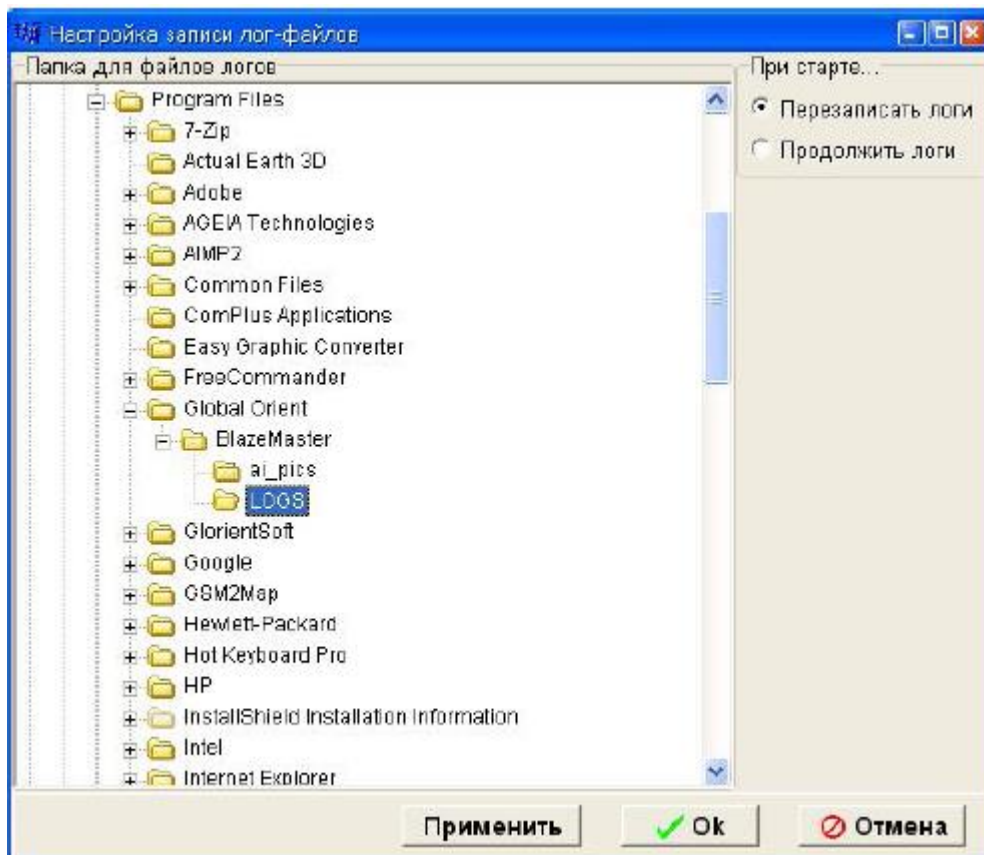 Настройка записи лог-файлов
Папка для файлов логов
Program Files
7-Zip
Actual Earth 3D
Adobe
AGEIA Technologies
AIMP2
Common Files
ComPlus Applications
Easy Graphic Converter
FreeCommander
Global Orient
BlazeMaster
ai_pics
LOGS
GlorientSoft
Google
GSM2Map
Hewlett-Packard
Hot Keyboard Pro
HP
InstallShield Installation Information
Intel
Internet Explorer
При старте...
Перезаписать логи
Продолжить логи
Применить
Ok
Отмена